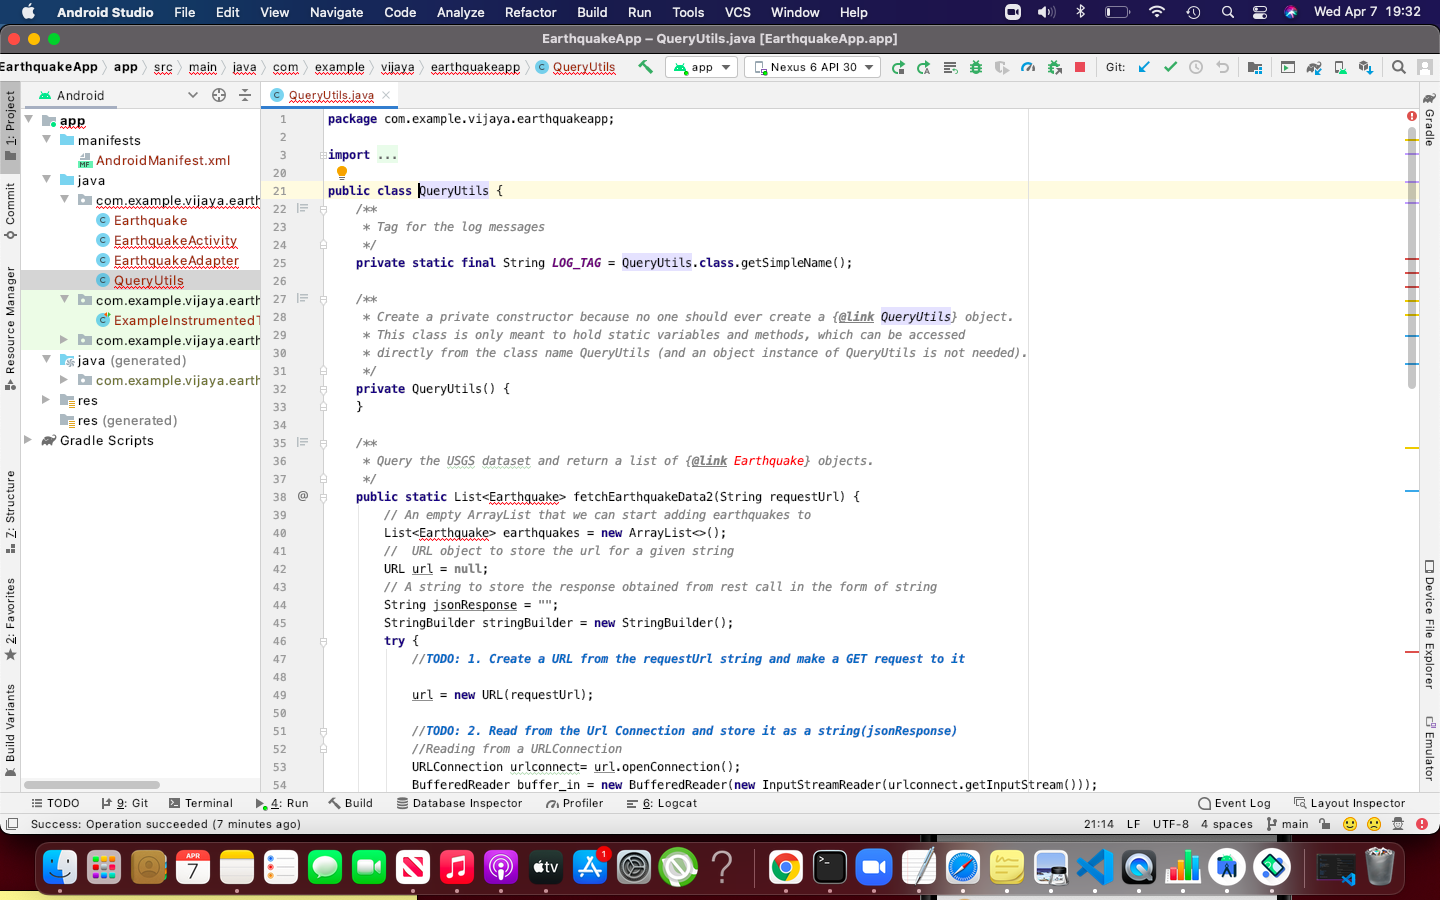 Android Studio File Edit View Navigate Code Analyze Refactor Build Run Tools VCS Window Help Wed Apr 7 19:32
EarthquakeApp – QueryUtils.java [EarthquakeApp.app]
EarthquakeApp app src main java com example vijaya earthquakeapp QueryUtils app Nexus 6 API 30 Git:
Android
QueryUtils.java
1: Project
Commit
Resource Manager
Z: Structure
2: Favorites
Build Variants
app
manifests
AndroidManifest.xml
java
com.example.vijaya.earth
Earthquake
EarthquakeActivity
EarthquakeAdapter
QueryUtils
com.example.vijaya.earth
ExampleInstrumentedT
com.example.vijaya.earth
java (generated)
com.example.vijaya.earth
res
res (generated)
Gradle Scripts
1 package com.example.vijaya.earthquakeapp;
2
3 import ...
20
21 public class QueryUtils {
22 /**
23 * Tag for the log messages
24 */
25 private static final String LOG_TAG = QueryUtils.class.getSimpleName();
26
27 /**
28 * Create a private constructor because no one should ever create a {@link QueryUtils} object.
29 * This class is only meant to hold static variables and methods, which can be accessed
30 * directly from the class name QueryUtils (and an object instance of QueryUtils is not needed).
31 */
32 private QueryUtils() {
33 }
34
35 /**
36 * Query the USGS dataset and return a list of {@link Earthquake} objects.
37 */
38 @ public static List<Earthquake> fetchEarthquakeData2(String requestUrl) {
39 // An empty ArrayList that we can start adding earthquakes to
40 List<Earthquake> earthquakes = new ArrayList<>();
41 //  URL object to store the url for a given string
42 URL url = null;
43 // A string to store the response obtained from rest call in the form of string
44 String jsonResponse = "";
45 StringBuilder stringBuilder = new StringBuilder();
46 try {
47 //TODO: 1. Create a URL from the requestUrl string and make a GET request to it
48
49 url = new URL(requestUrl);
50
51 //TODO: 2. Read from the Url Connection and store it as a string(jsonResponse)
52 //Reading from a URLConnection
53 URLConnection urlconnect= url.openConnection();
54 BufferedReader buffer_in = new BufferedReader(new InputStreamReader(urlconnect.getInputStream()));
Gradle
Device File Explorer
Emulator
TODO 9: Git Terminal 4: Run Build Database Inspector Profiler 6: Logcat Event Log Layout Inspector
Success: Operation succeeded (7 minutes ago) 21:14 LF UTF-8 4 spaces main
APR
7
tv
1